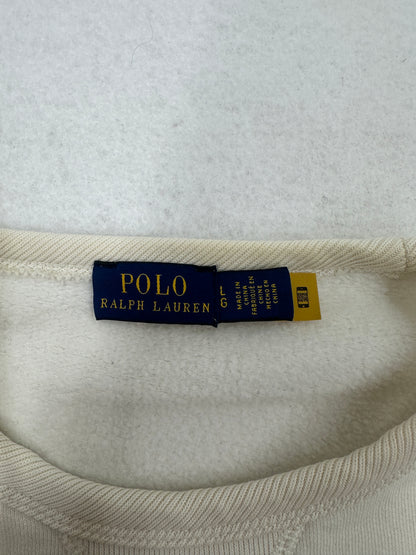 POLO
RALPH LAUREN
L
G
MADE IN
CHINA
FABRIQUÉ EN
CHINE
HECHO EN
CHINA